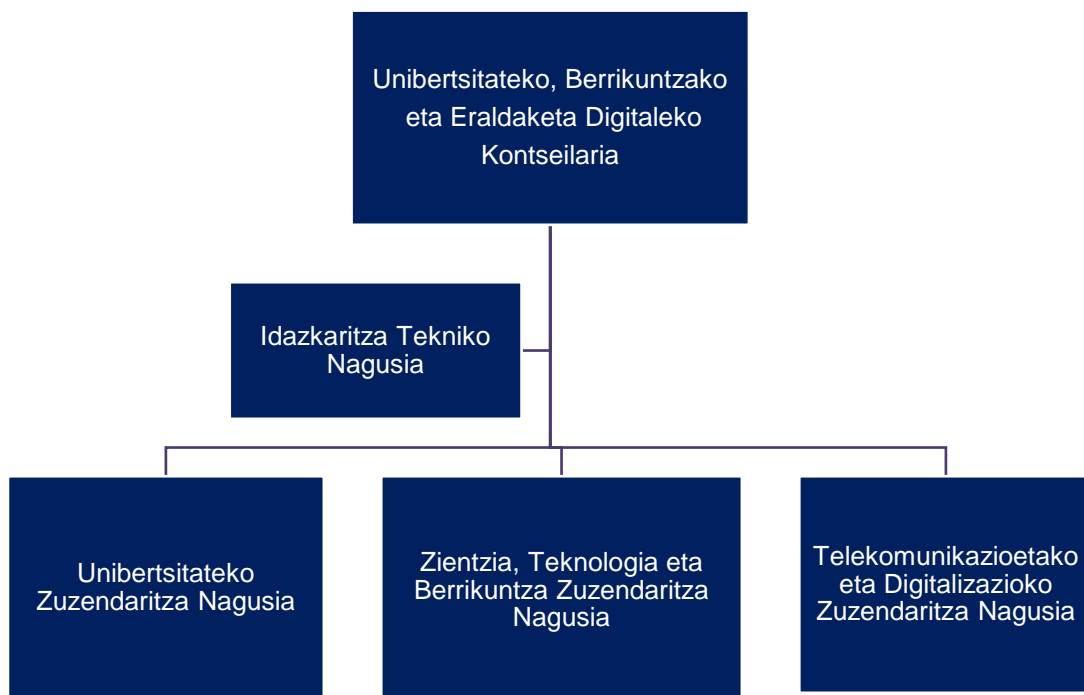 Unibertsitateko, Berrikuntzako
eta Eraldaketa Digitaleko
Kontseilaria
Idazkaritza Tekniko
Nagusia
Unibertsitateko
Zuzendaritza Nagusia
Zientzia, Teknologia eta
Berrikuntza Zuzendaritza
Nagusia
Telekomunikazioetako
eta Digitalizazioko
Zuzendaritza Nagusia